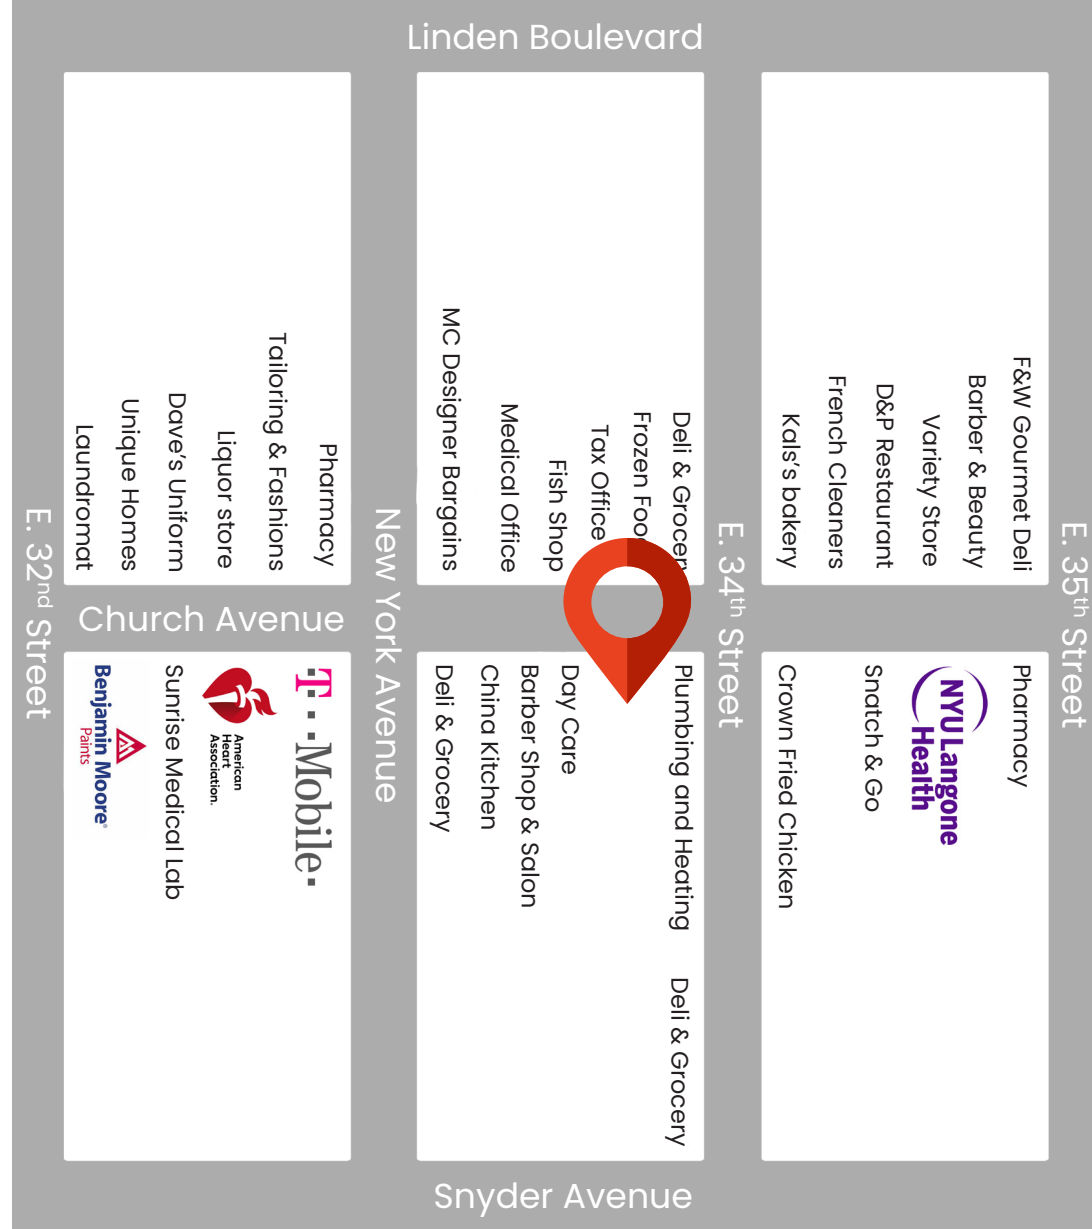 Linden Boulevard
Laundromat
Unique Homes
Dave's Uniform
Liquor store
Tailoring & Fashions
Pharmacy
MC Designer Bargains
Medical Office
Fish Shop
Tax Office
Frozen
Deli &
Kals's bakery
French Cleaners
D&P Restaurant
Variety Store
Barber & Beauty
F&W Gourmet Deli
E. 32nd Street
Church Avenue
New York Avenue
E. 34th Street
E. 35th Street
Benjamin Moore®
Paints
Sunrise Medical Lab
American
Heart
Association.
T Mobile
Deli & Grocery
China Kitchen
Barber Shop & Salon
Day Care
Plumbing and Heating
Deli & Grocery
Crown Fried Chicken
Snatch & Go
NYU Langone
Health
Pharmacy
Snyder Avenue